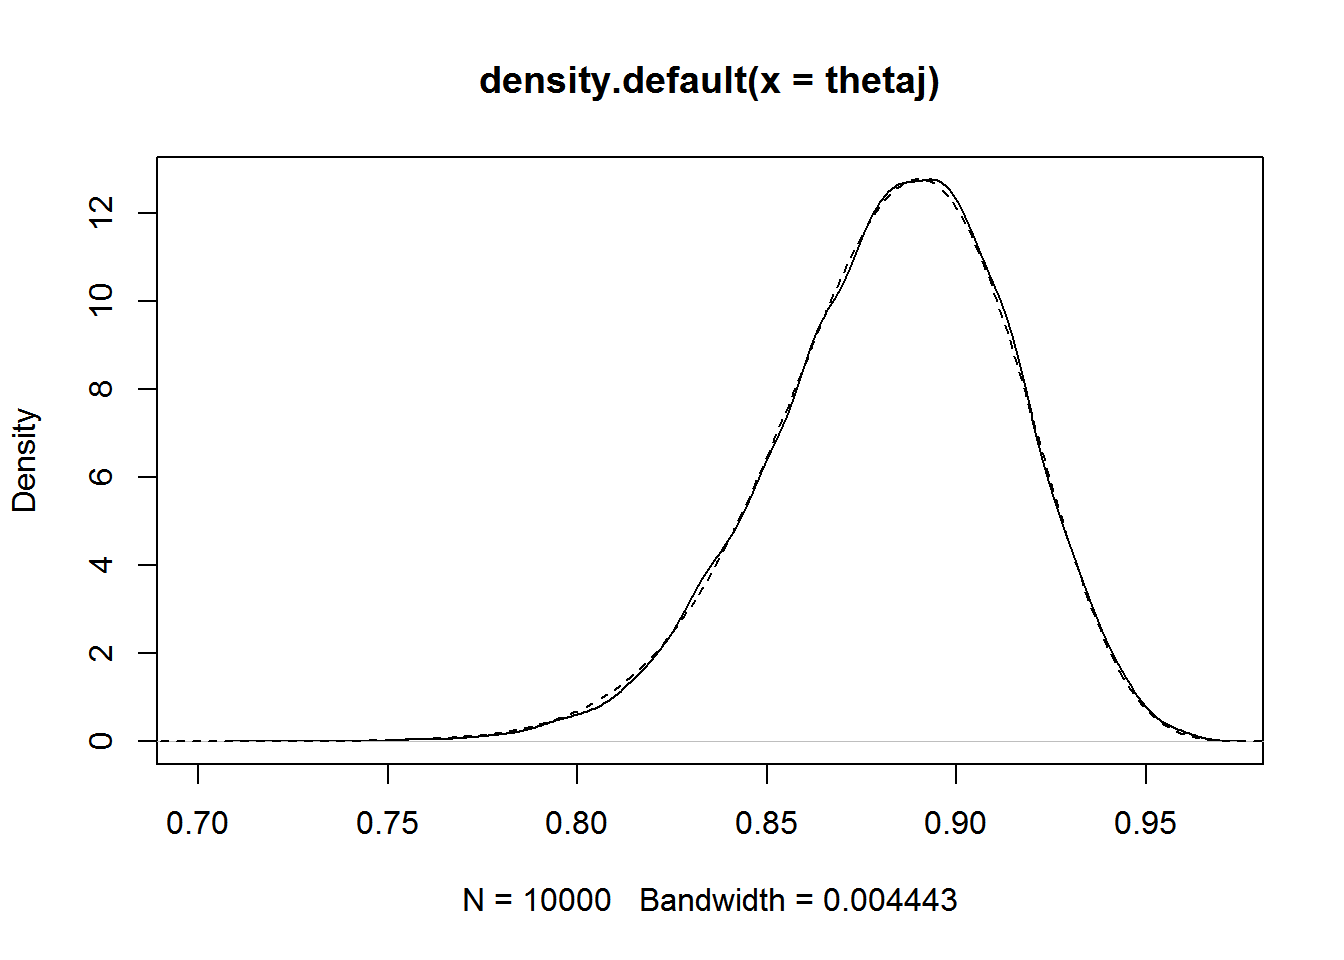 density.default(x = thetaj)
Density
12
10
8
6
4
2
0
0.70 0.75 0.80 0.85 0.90 0.95
N = 10000   Bandwidth = 0.004443